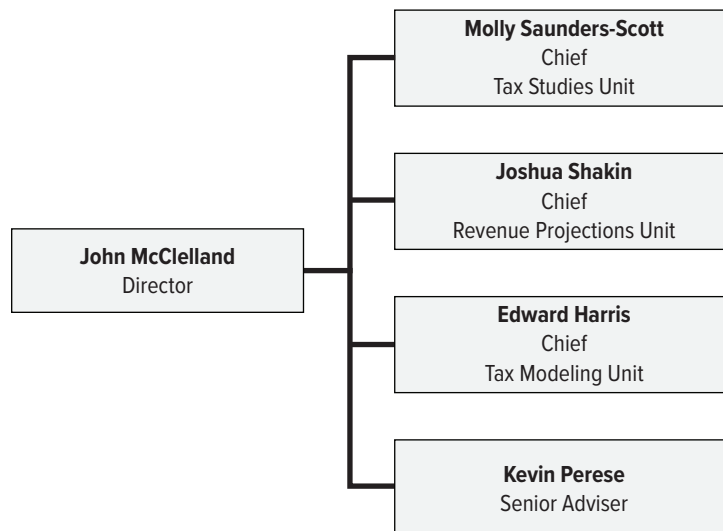 Molly Saunders-Scott
Chief
Tax Studies Unit
Joshua Shakin
Chief
Revenue Projections Unit
John McClelland
Director
Edward Harris
Chief
Tax Modeling Unit
Kevin Perese
Senior Adviser